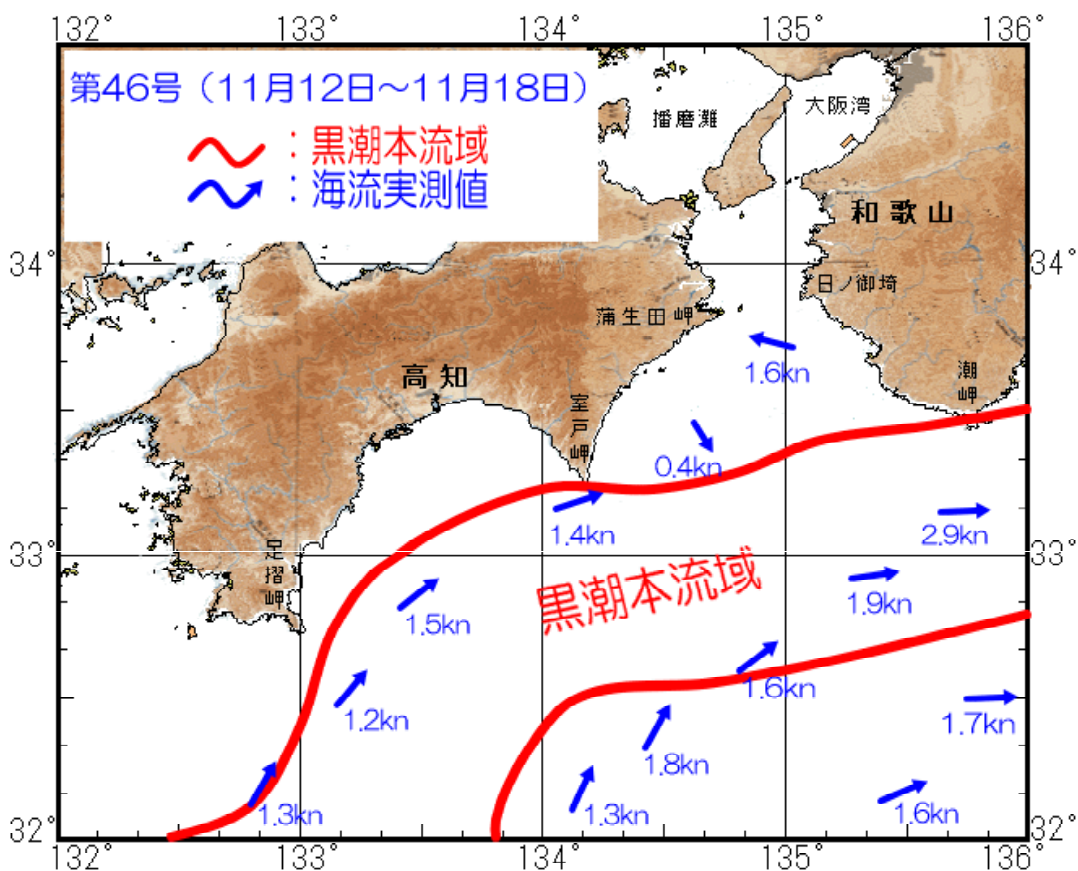 132° 133° 134° 135° 136°
第46号（11月12日～11月18日）
：黒潮本流域
：海流実測値
播磨灘
大阪湾
和歌山
34° 34°
日ノ御埼
蒲生田岬
1.6kn
高知
潮岬
室戸岬
0.4kn
1.4kn
2.9kn
33° 33°
足摺岬
黒潮本流域
1.5kn
1.9kn
1.6kn
1.2kn
1.7kn
1.8kn
1.3kn
1.3kn
1.6kn
32° 32°
132° 133° 134° 135° 136°